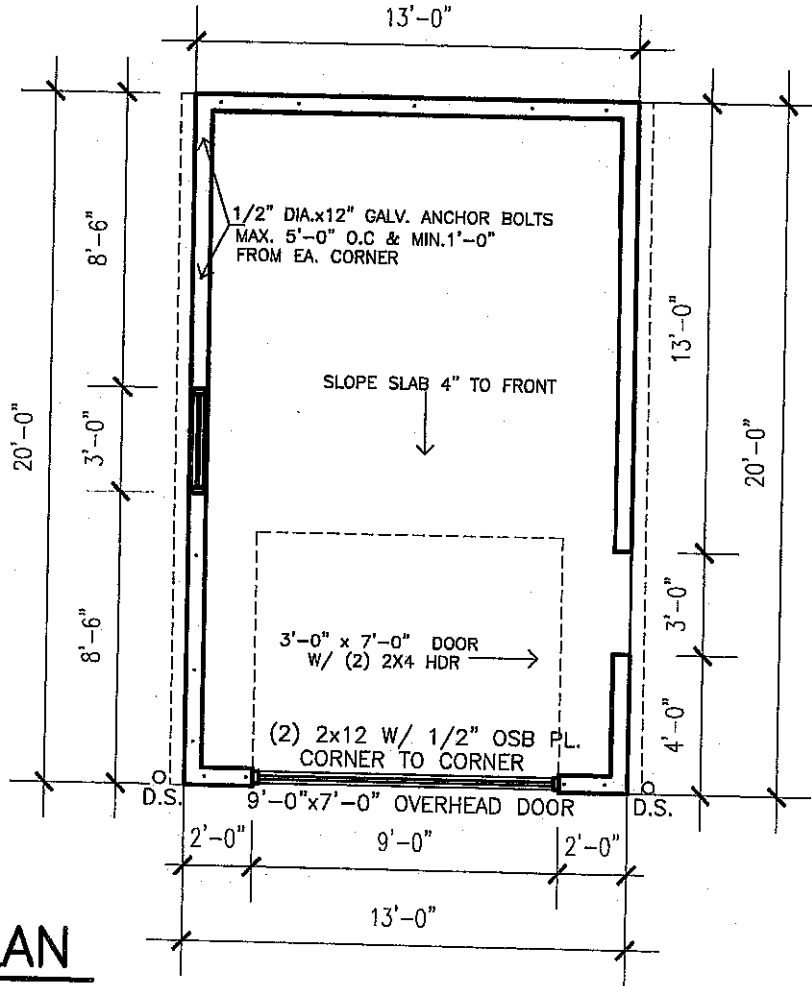 13'-0"
1/2" DIA.x12" GALV. ANCHOR BOLTS
MAX. 5'-0" O.C & MIN.1'-0"
FROM EA. CORNER
8'-6"
13'-0"
SLOPE SLAB 4" TO FRONT
20'-0"
3'-0"
20'-0"
8'-6"
3'-0"
3'-0" x 7'-0" DOOR
W/ (2) 2X4 HDR
4'-0"
(2) 2x12 W/ 1/2" OSB PL.
CORNER TO CORNER
D.S.
9'-0"x7'-0" OVERHEAD DOOR
D.S.
2'-0"
9'-0"
2'-0"
13'-0"